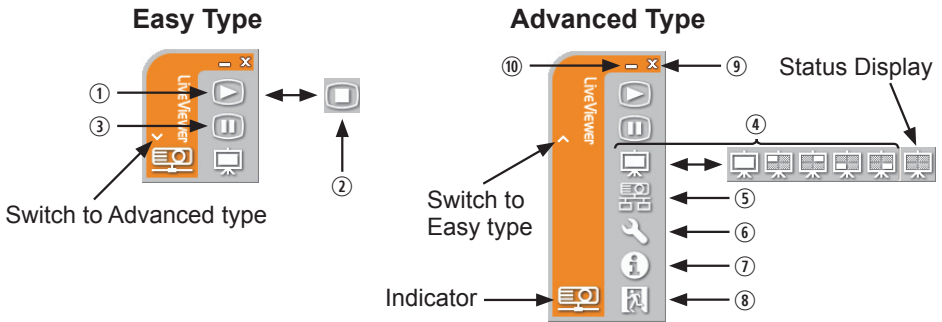 Easy Type
Advanced Type
LiveViewer
①
③
②
Switch to Advanced type
⑩
⑨
Status Display
LiveViewer
④
Switch to
Easy type
⑤
⑥
⑦
Indicator
⑧